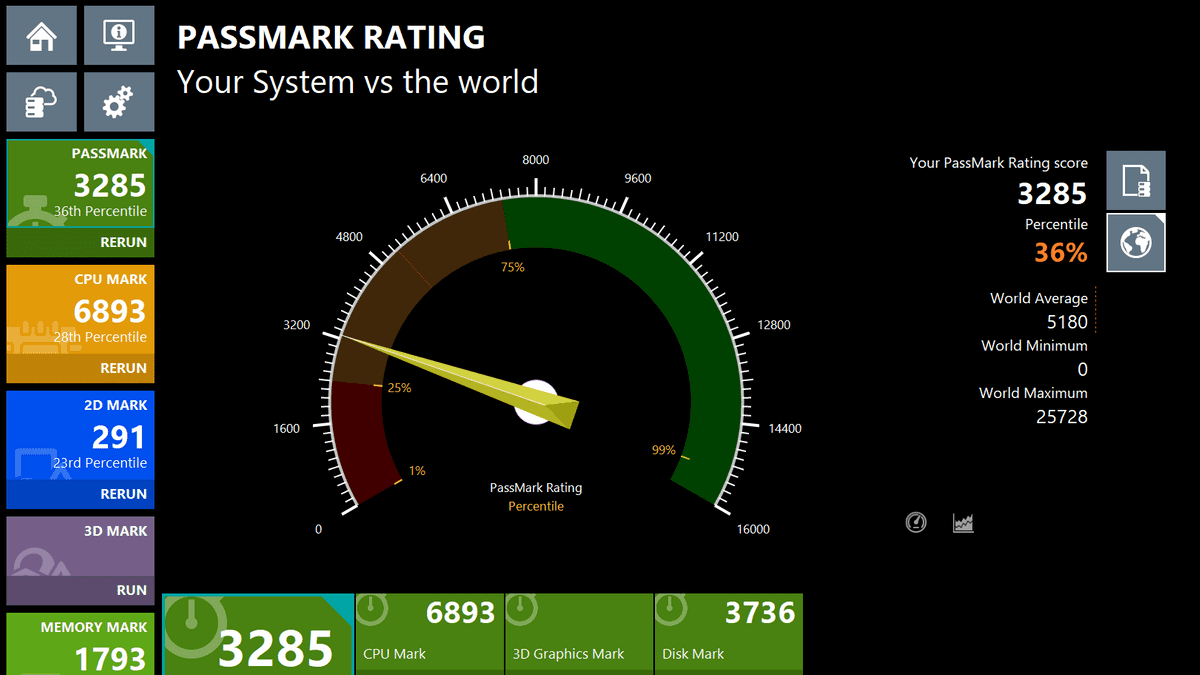 PASSMARK RATING
Your System vs the world
PASSMARK
3285
36th Percentile
RERUN
CPU MARK
6893
28th Percentile
RERUN
2D MARK
291
23rd Percentile
RERUN
3D MARK
RUN
MEMORY MARK
1793
0
1600
3200
4800
6400
8000
9600
11200
12800
14400
16000
1%
25%
75%
99%
PassMark Rating
Percentile
Your PassMark Rating score
3285
Percentile
36%
World Average
5180
World Minimum
0
World Maximum
25728
3285
6893
CPU Mark
3D Graphics Mark
3736
Disk Mark